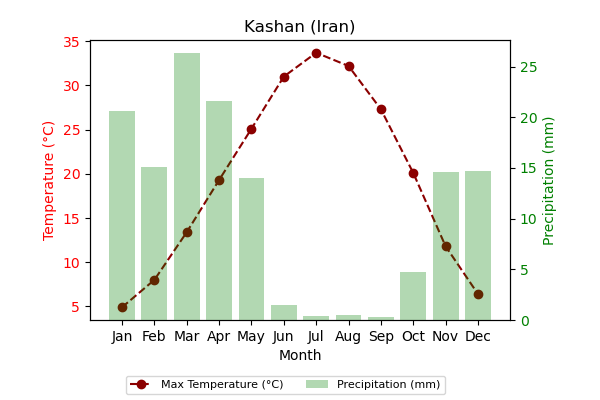 Kashan (Iran)
35
30
25
20
15
10
5
Temperature (°C)
25
20
15
10
5
0
Precipitation (mm)
Jan Feb Mar Apr May Jun Jul Aug Sep Oct Nov Dec
Month
Max Temperature (°C) Precipitation (mm)